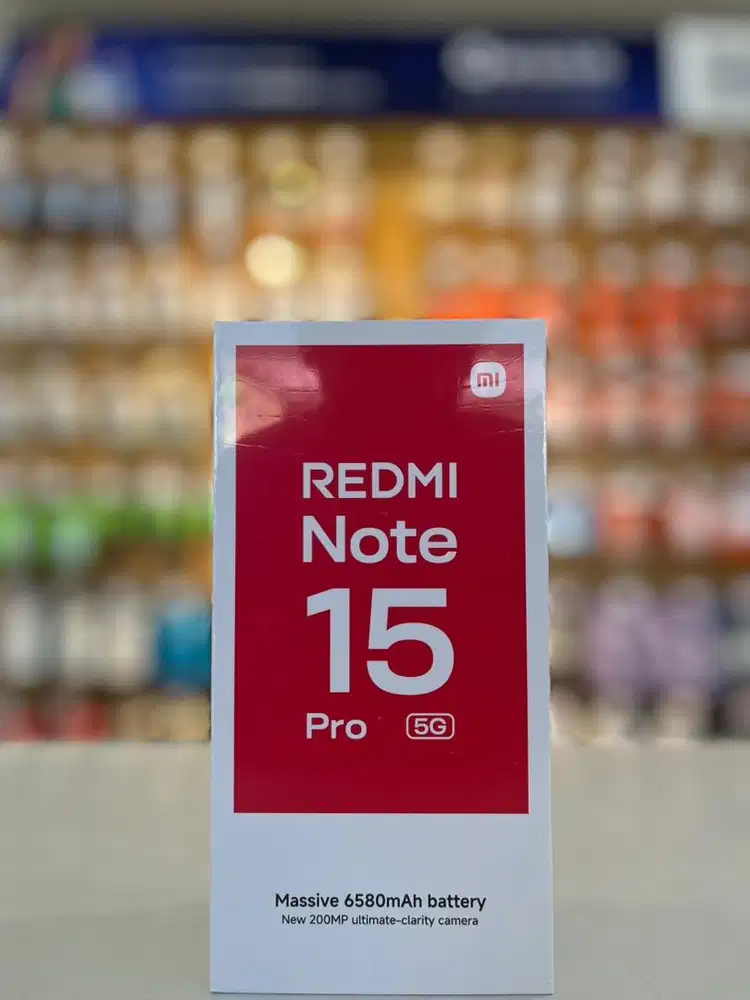 mi
REDMI
Note
15
Pro 5G
Massive 6580mAh battery
New 200MP ultimate-clarity camera